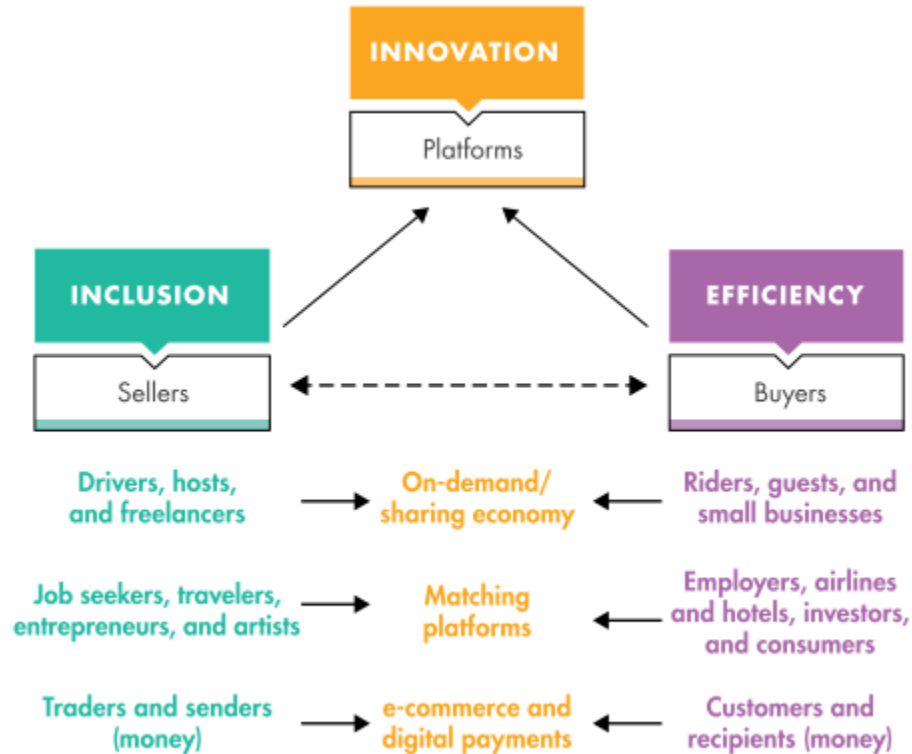 INNOVATION
Platforms
INCLUSION
Sellers
EFFICIENCY
Buyers
Drivers, hosts,
and freelancers
On-demand/
sharing economy
Riders, guests, and
small businesses
Job seekers, travelers,
entrepreneurs, and artists
Matching
platforms
Employers, airlines
and hotels, investors,
and consumers
Traders and senders
(money)
e-commerce and
digital payments
Customers and
recipients (money)